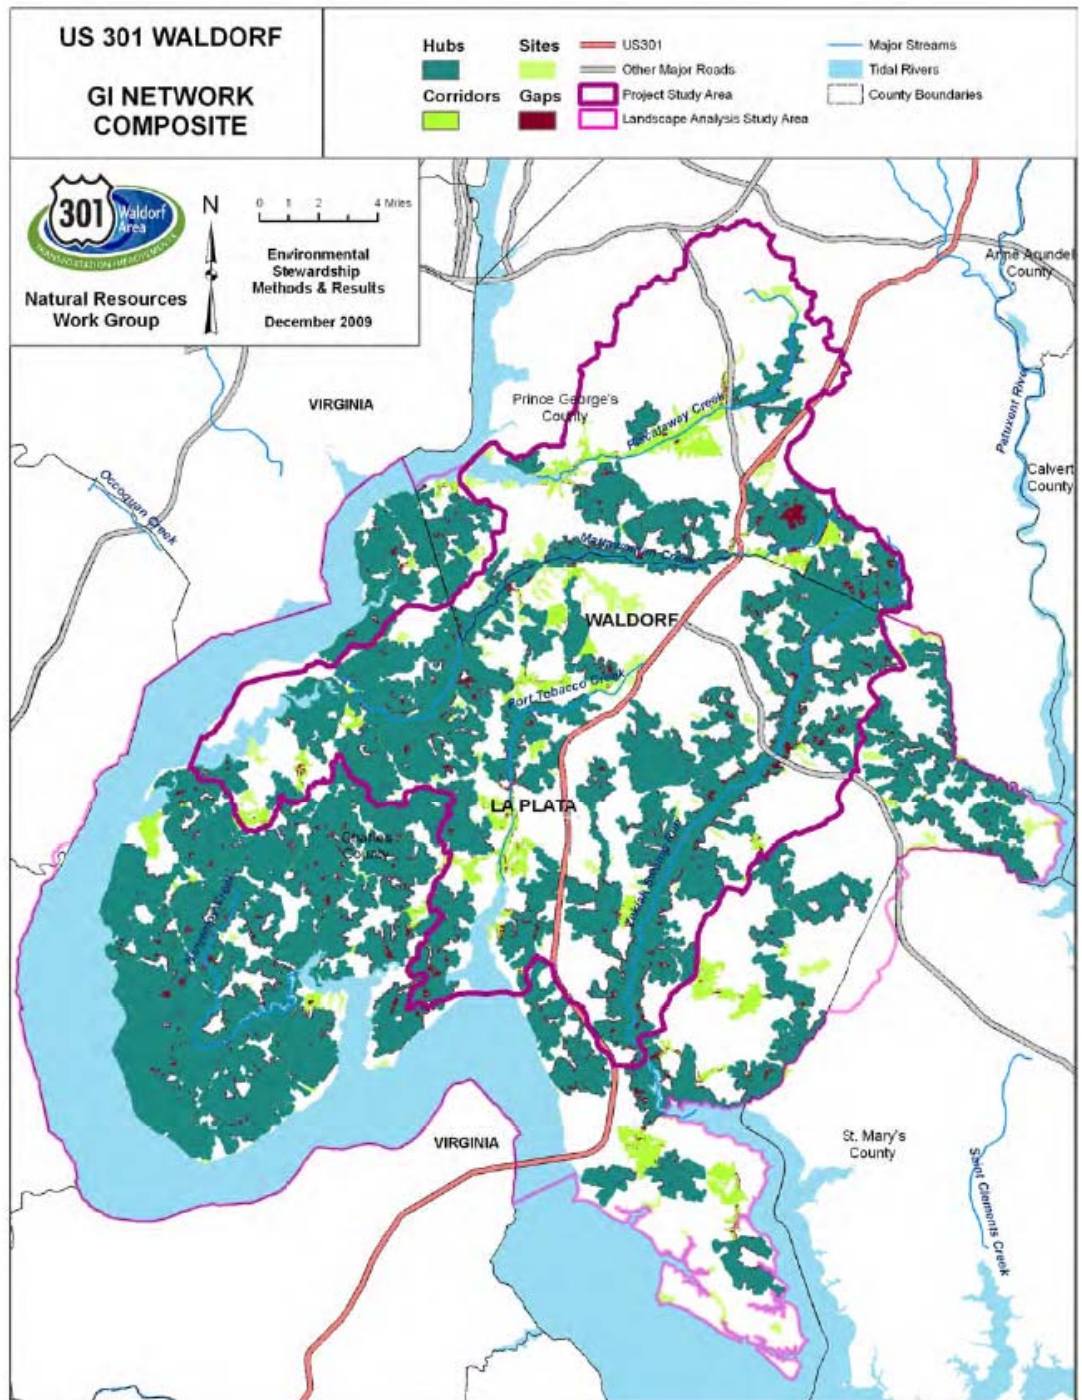 US 301 WALDORF
GI NETWORK
COMPOSITE
Hubs
Sites
Corridors
Gaps
US301
Other Major Roads
Project Study Area
Landscape Analysis Study Area
Major Streams
Tidal Rivers
County Boundaries
301
Waldorf
Area
TRANSPORTATION IMPROVEMENTS
Natural Resources
Work Group
N
0 1 2 4 Miles
Environmental
Stewardship
Methods & Results
December 2009
Anne Arundel
County
VIRGINIA
Prince George's
County
Piscataway Creek
Patuxent River
Calvert
County
Occoquan Creek
Mattawoman Creek
WALDORF
Port Tobacco Creek
LA PLATA
Charles
County
VIRGINIA
St. Mary's
County
Saint Clements Creek